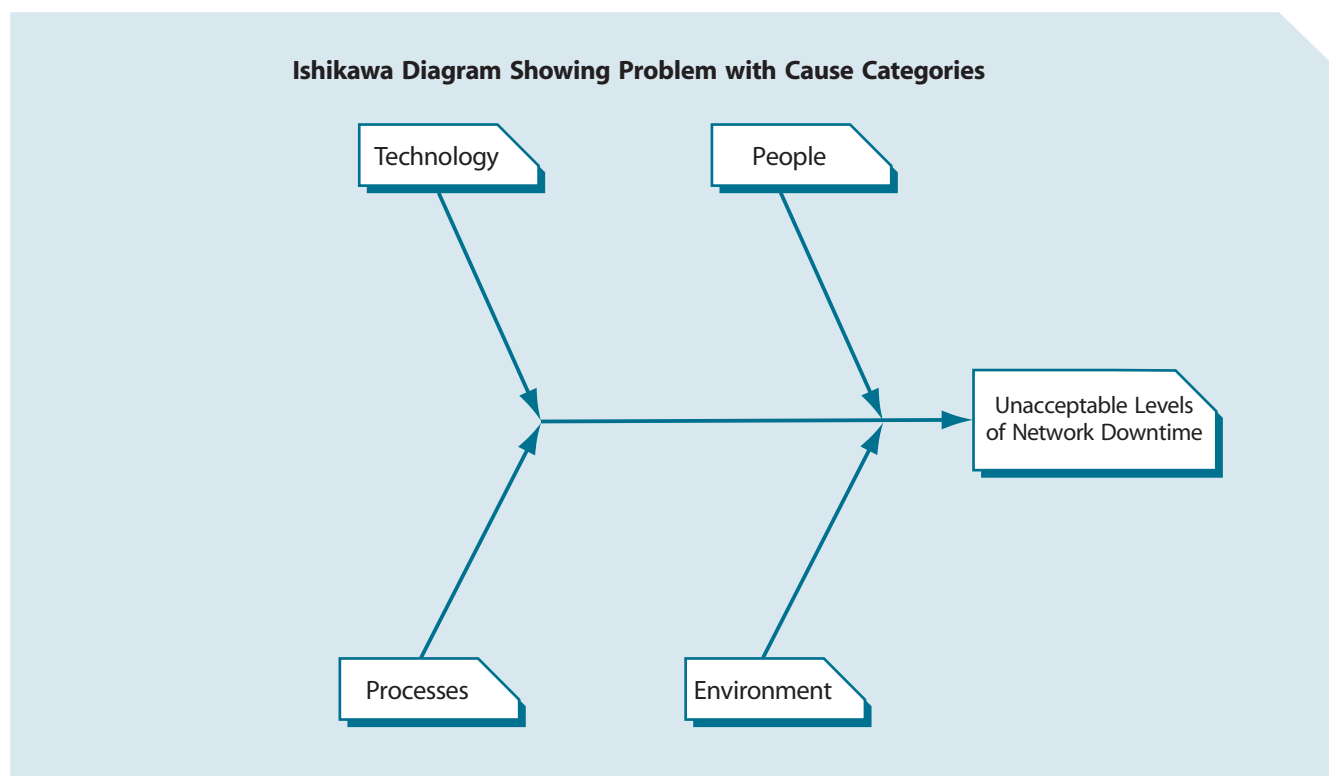 Ishikawa Diagram Showing Problem with Cause Categories
Technology
People
Unacceptable Levels
of Network Downtime
Processes
Environment